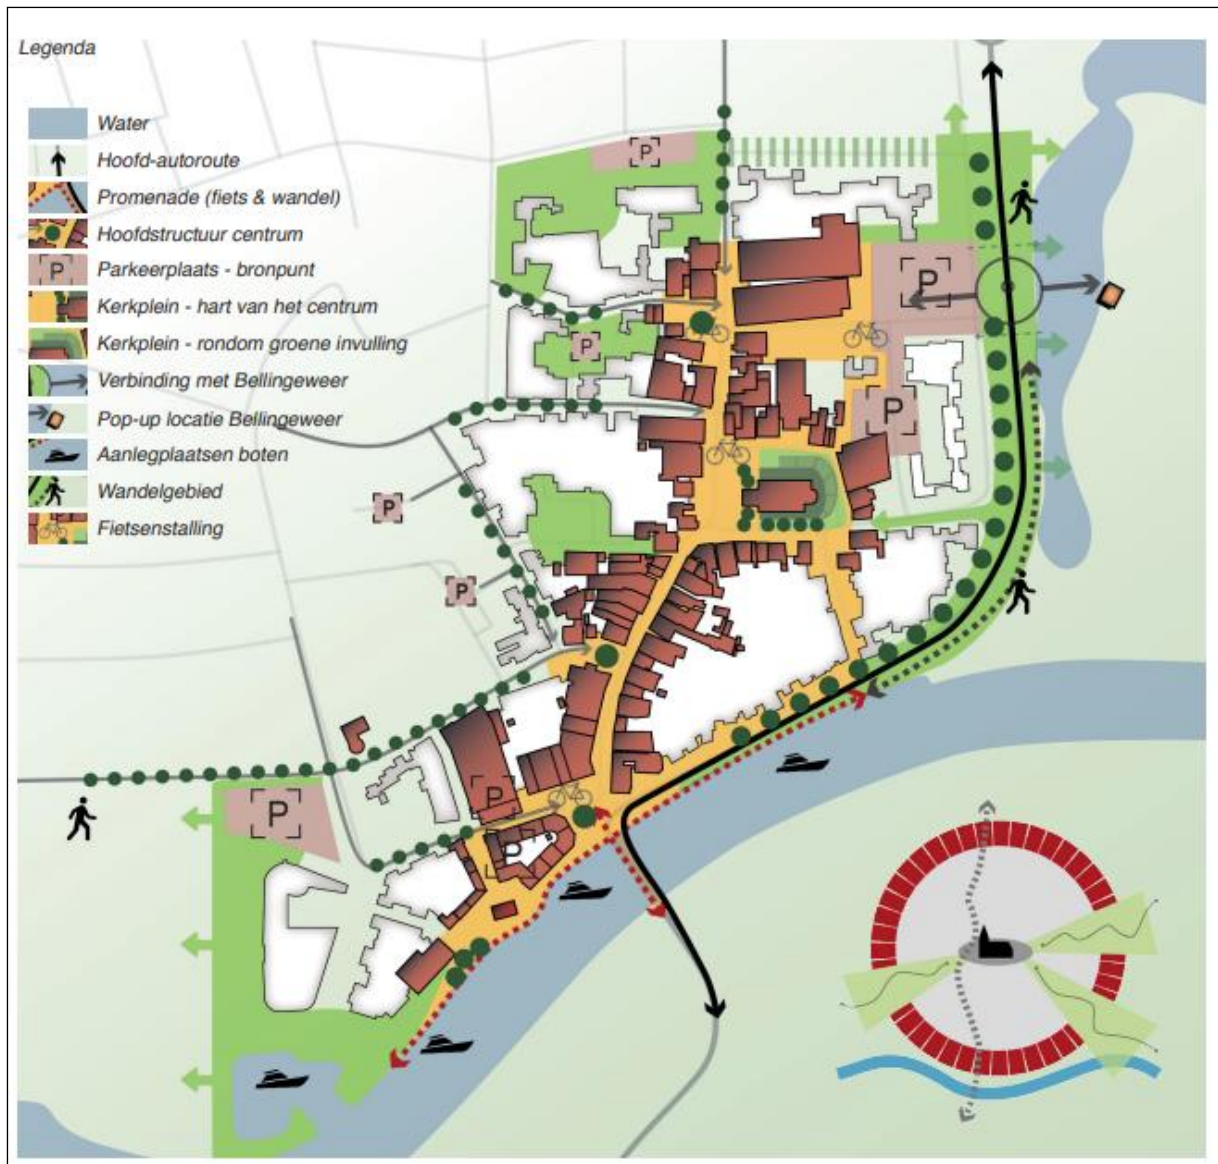 Legenda
Water
Hoofd-autoroute
Promenade (fiets & wandel)
Hoofdstructuur centrum
P Parkeerplaats - bronpunt
Kerkplein - hart van het centrum
Kerkplein - rondom groene invulling
Verbinding met Bellingeweer
Pop-up locatie Bellingeweer
Aanlegplaatsen boten
Wandelgebied
Fietsenstalling
P
P
P
P
P
P
P
P
P